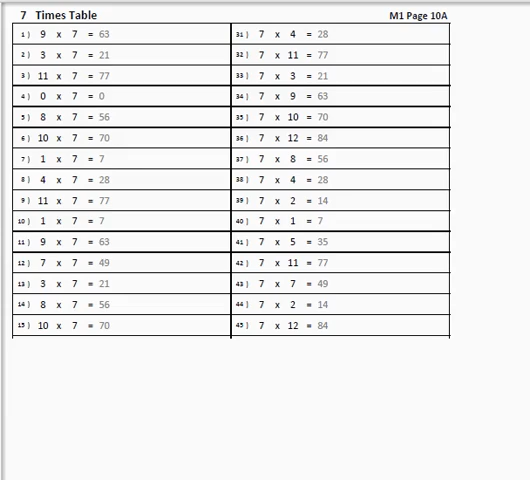 7 Times Table M1 Page 10A
1) 9 x 7 = 63 31) 7 x 4 = 28
2) 3 x 7 = 21 32) 7 x 11 = 77
3) 11 x 7 = 77 33) 7 x 3 = 21
4) 0 x 7 = 0 34) 7 x 9 = 63
5) 8 x 7 = 56 35) 7 x 10 = 70
6) 10 x 7 = 70 36) 7 x 12 = 84
7) 1 x 7 = 7 37) 7 x 8 = 56
8) 4 x 7 = 28 38) 7 x 4 = 28
9) 11 x 7 = 77 39) 7 x 2 = 14
10) 1 x 7 = 7 40) 7 x 1 = 7
11) 9 x 7 = 63 41) 7 x 5 = 35
12) 7 x 7 = 49 42) 7 x 11 = 77
13) 3 x 7 = 21 43) 7 x 7 = 49
14) 8 x 7 = 56 44) 7 x 2 = 14
15) 10 x 7 = 70 45) 7 x 12 = 84